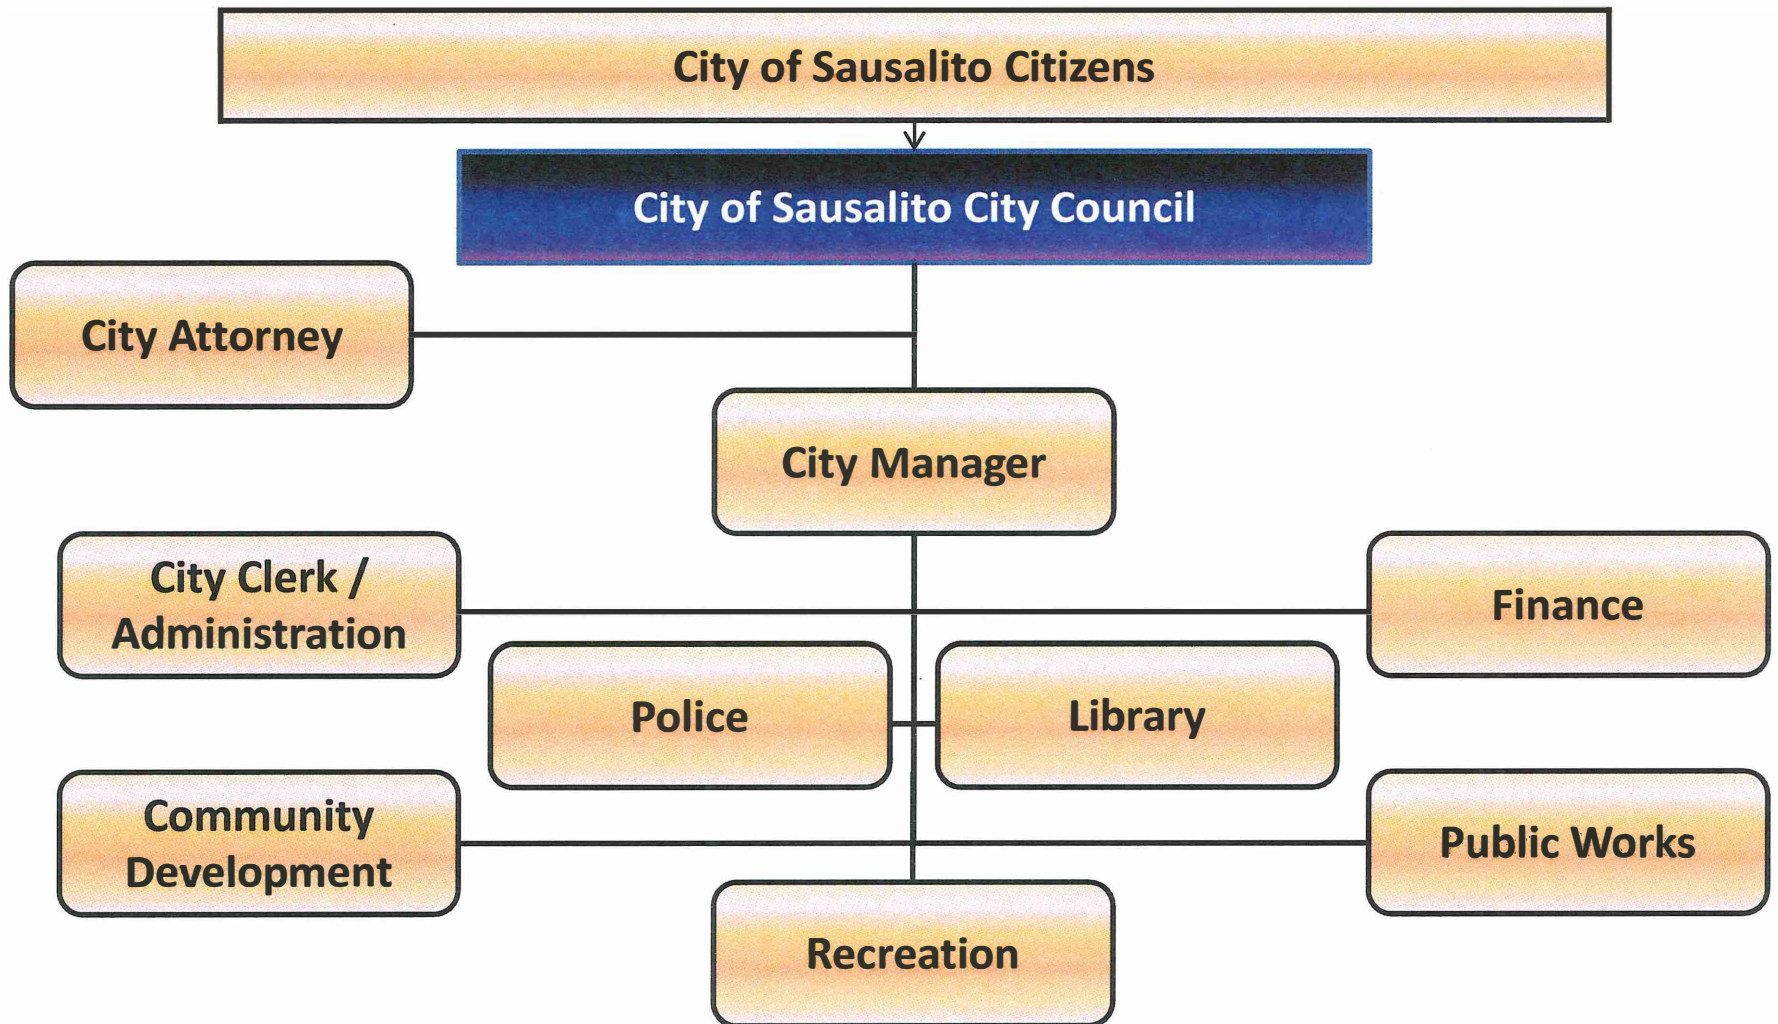 City of Sausalito Citizens
City of Sausalito City Council
City Attorney
City Manager
City Clerk /
Administration
Finance
Police
Library
Community
Development
Public Works
Recreation